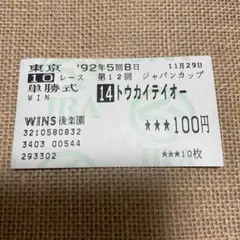 東京 '92年5回8日 11月29日
10レース 第12回 ジャパンカップ
単勝式 14トウカイテイオー
WIN
☆☆☆100円
WINS後楽園
3210580832
3403 00544
293302 ☆☆☆10枚